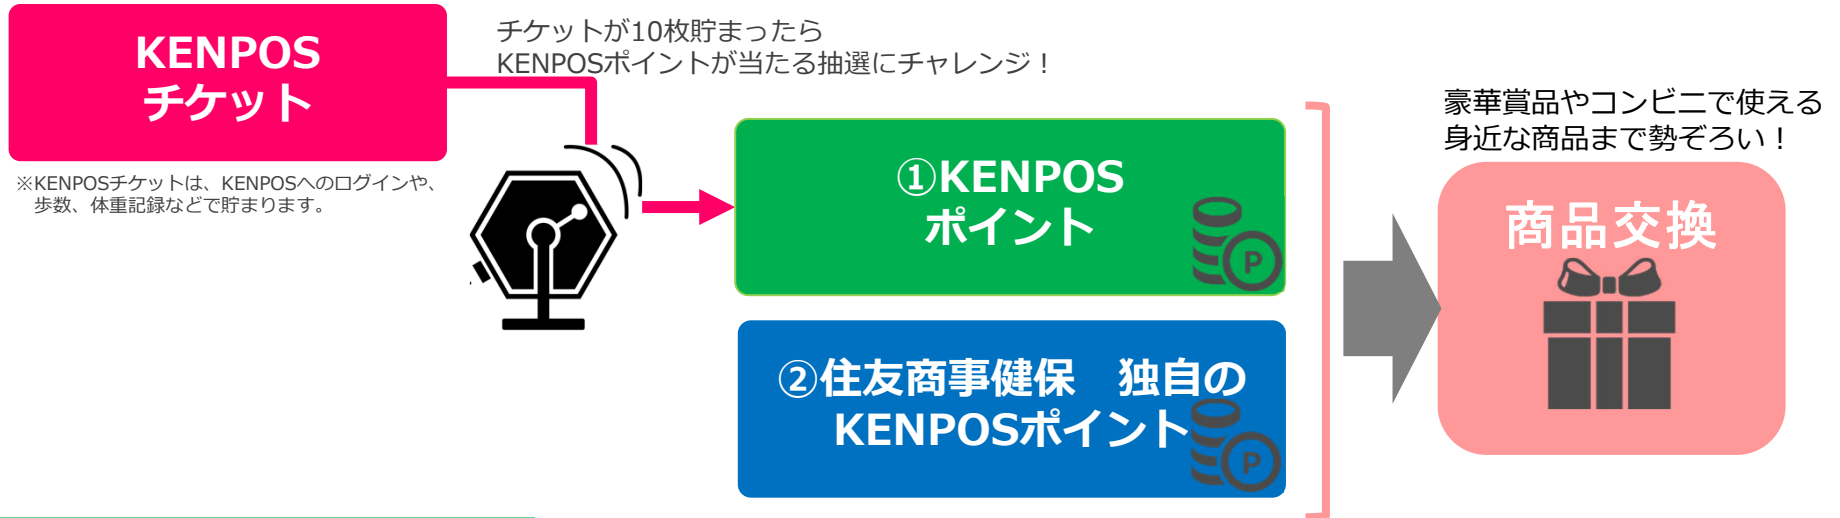 KENPOS
チケット
※KENPOSチケットは、KENPOSへのログインや、
歩数、体重記録などで貯まります。
チケットが10枚貯まったら
KENPOSポイントが当たる抽選にチャレンジ！
①KENPOS
ポイント
P
②住友商事健保　独自の
KENPOSポイント
P
豪華賞品やコンビニで使える
身近な商品まで勢ぞろい！
商品交換